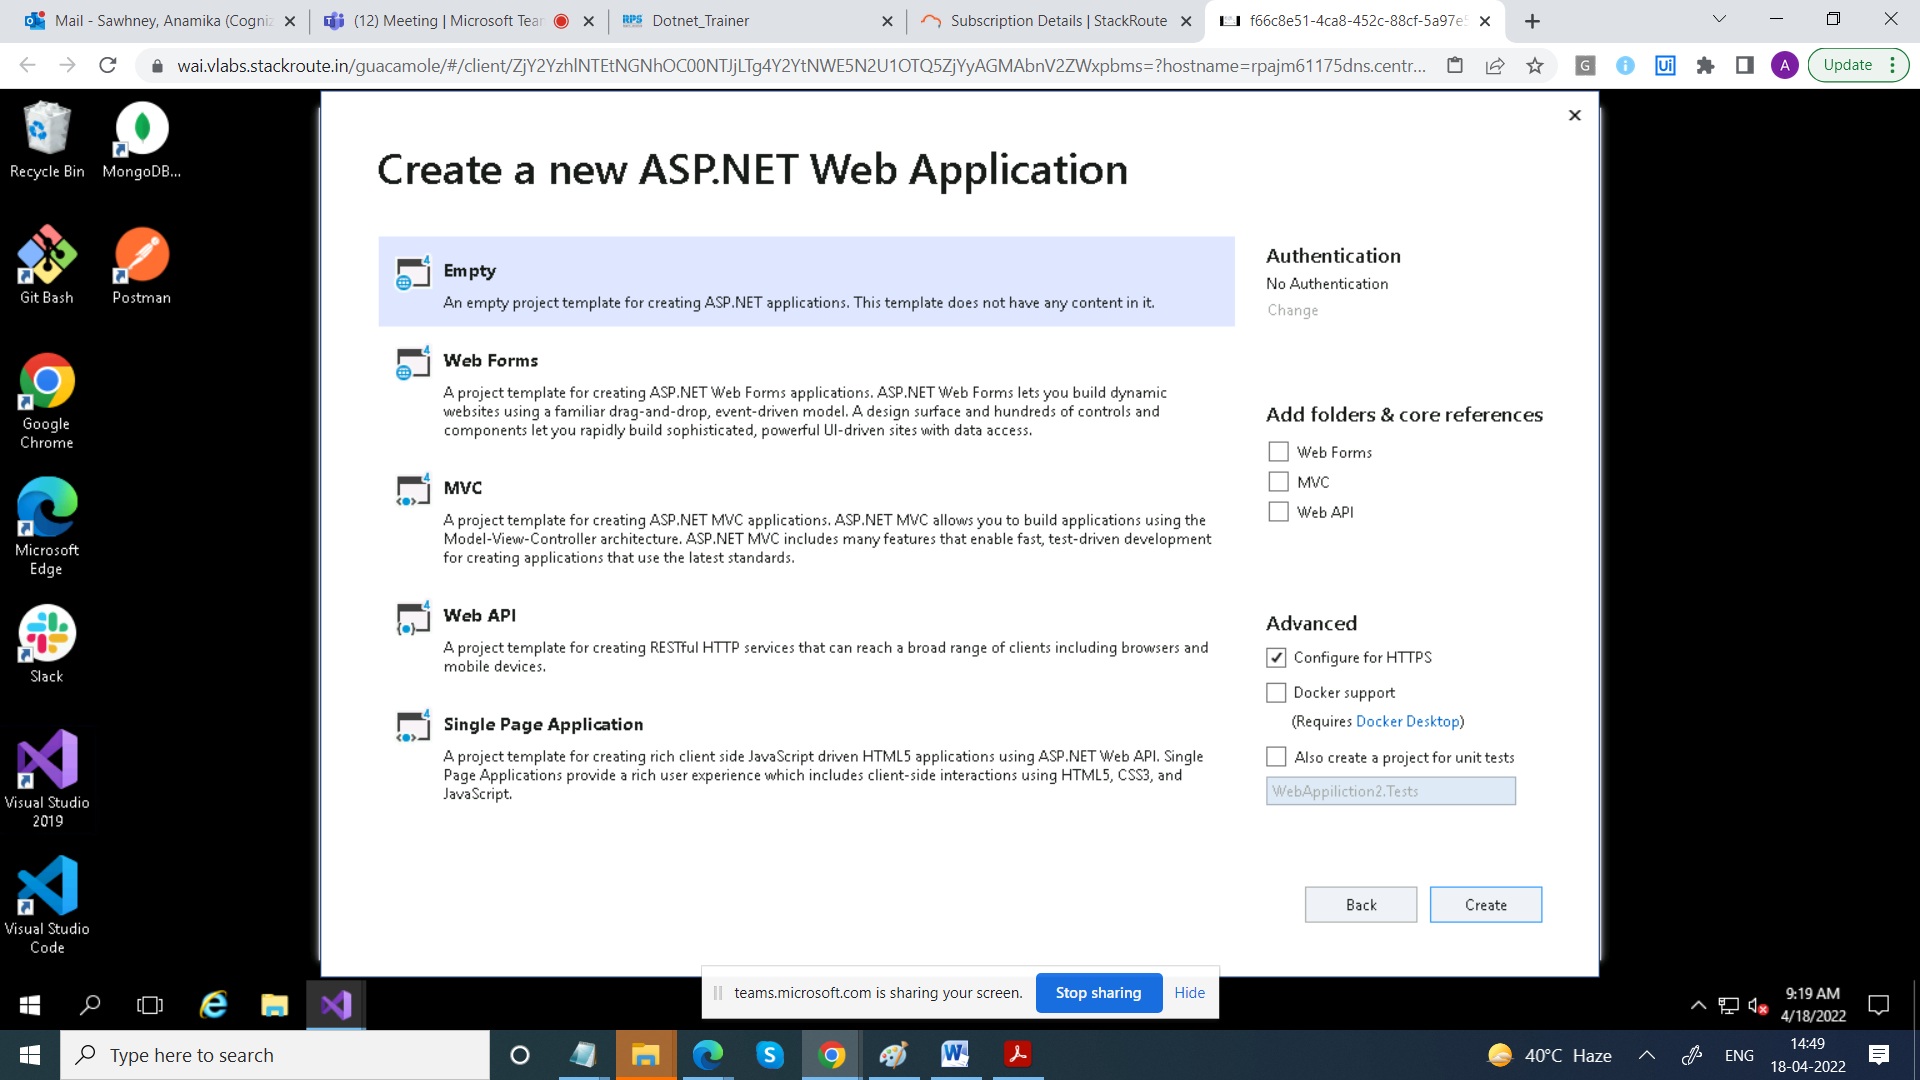 Mail - Sawhney, Anamika (Cogniz
(12) Meeting | Microsoft Tear
RPS
Dotnet_Trainer
Subscription Details | StackRoute
f66c8e51-4ca8-452c-88cf-5a97e5
wai.vlabs.stackroute.in/guacamole/#/client/ZjY2YzhlNTEtNGNhOC00NTJjLTg4Y2YtNWE5N2U1OTQ5ZjYyAGMAbnV2ZWxpbms=?hostname=rpajm61175dns.centr...
G
Ui
A
Update
Recycle Bin
MongoDB...
Git Bash
Postman
Google
Chrome
Microsoft
Edge
Slack
Visual Studio
2019
Visual Studio
Code
Create a new ASP.NET Web Application
Empty
An empty project template for creating ASP.NET applications. This template does not have any content in it.
Web Forms
A project template for creating ASP.NET Web Forms applications. ASP.NET Web Forms lets you build dynamic
websites using a familiar drag-and-drop, event-driven model. A design surface and hundreds of controls and
components let you rapidly build sophisticated, powerful UI-driven sites with data access.
MVC
A project template for creating ASP.NET MVC applications. ASP.NET MVC allows you to build applications using the
Model-View-Controller architecture. ASP.NET MVC includes many features that enable fast, test-driven development
for creating applications that use the latest standards.
Web API
A project template for creating RESTful HTTP services that can reach a broad range of clients including browsers and
mobile devices.
Single Page Application
A project template for creating rich client side JavaScript driven HTML5 applications using ASP.NET Web API. Single
Page Applications provide a rich user experience which includes client-side interactions using HTML5, CSS3, and
JavaScript.
Authentication
No Authentication
Change
Add folders & core references
Web Forms
MVC
Web API
Advanced
Configure for HTTPS
Docker support
(Requires Docker Desktop)
Also create a project for unit tests
WebAppiliction2.Tests
Back
Create
teams.microsoft.com is sharing your screen.
Stop sharing
Hide
9:19 AM
4/18/2022
Type here to search
40°C Haze
ENG
14:49
18-04-2022